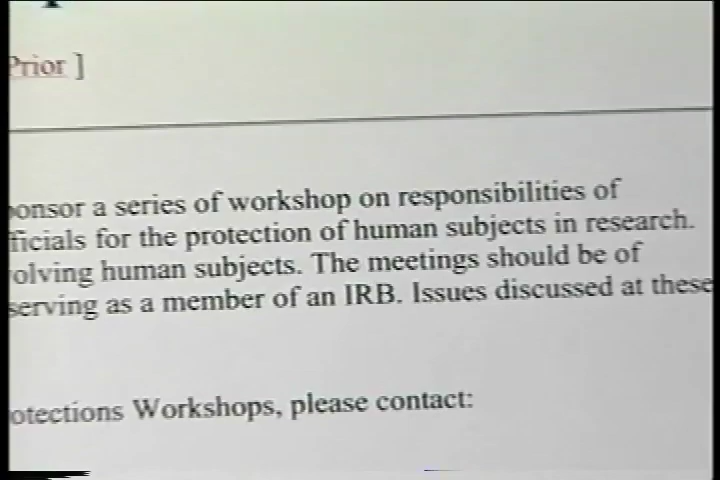 Prior ]
ponsor a series of workshop on responsibilities of
fficials for the protection of human subjects in research.
olving human subjects. The meetings should be of
serving as a member of an IRB. Issues discussed at these
otections Workshops, please contact: